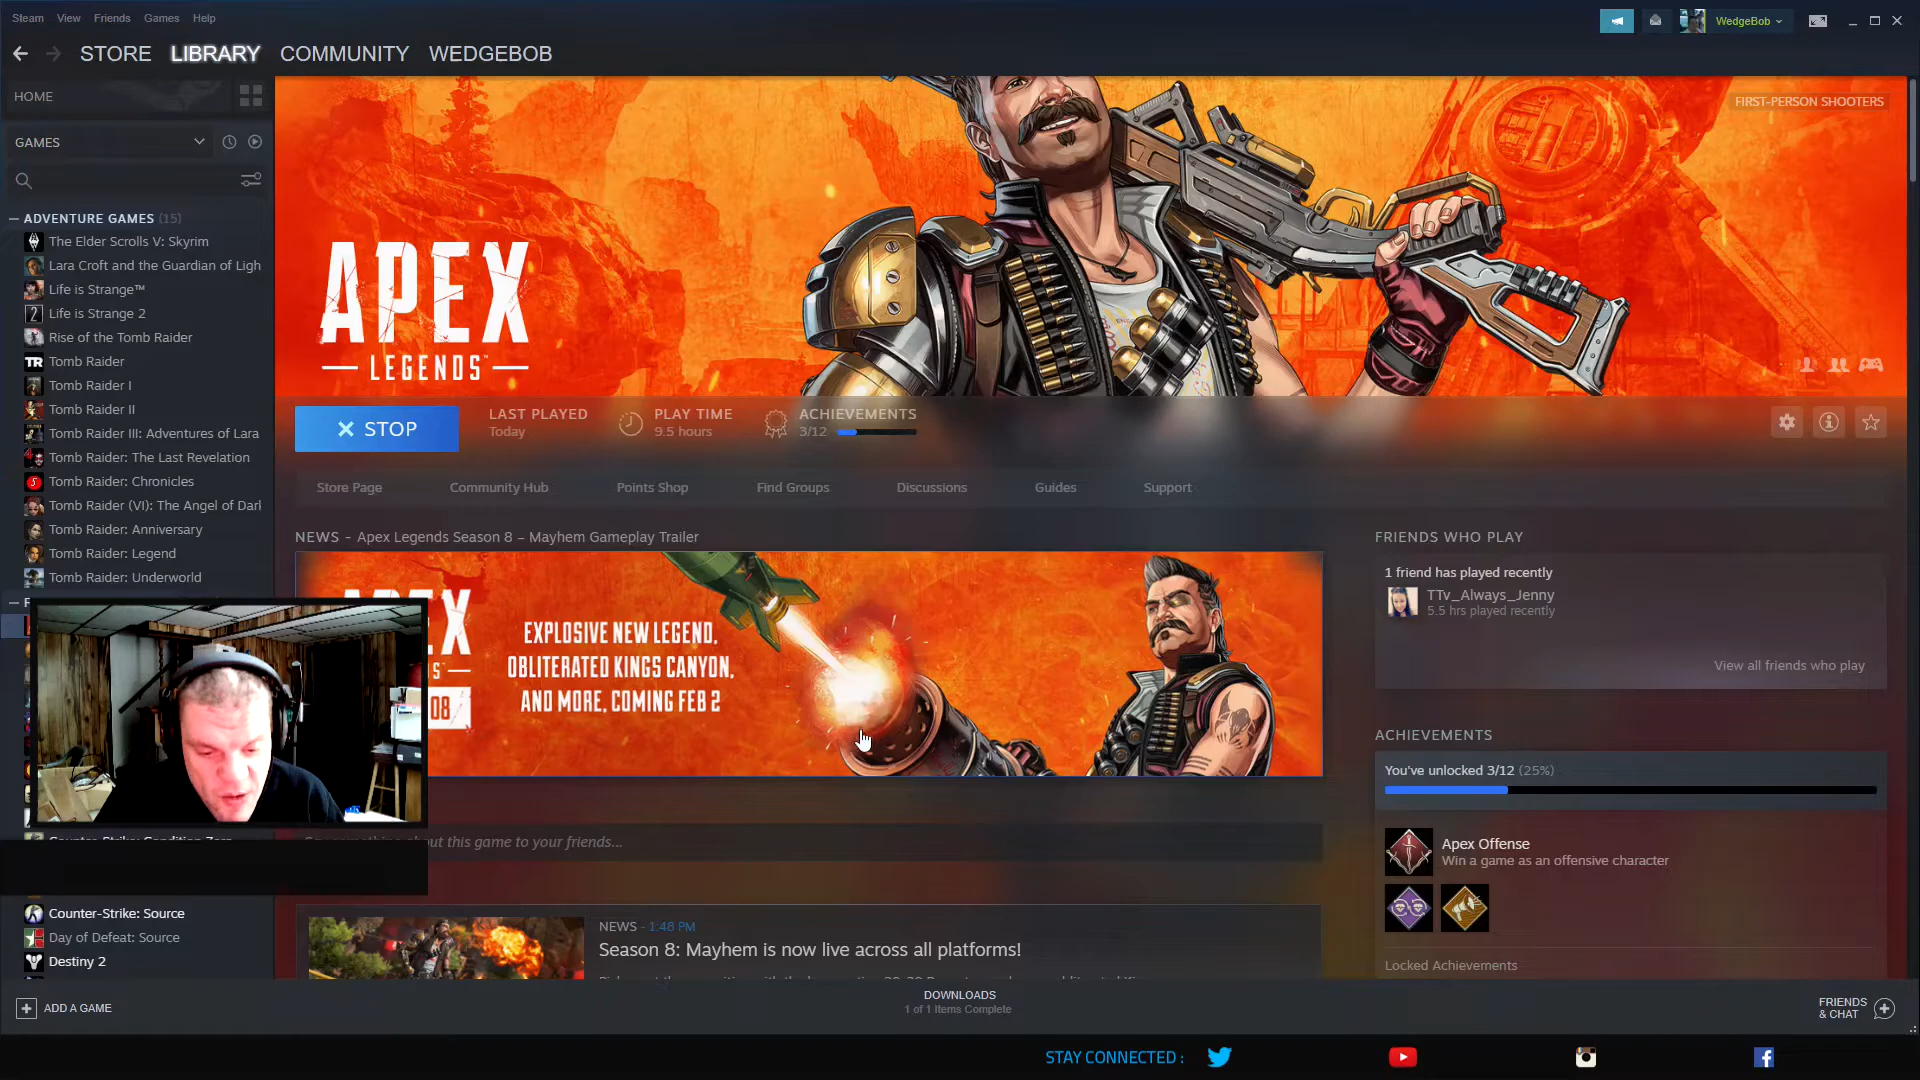 Steam View Friends Games Help
WedgeBob
STORE LIBRARY COMMUNITY WEDGEBOB
HOME
GAMES
ADVENTURE GAMES (15)
The Elder Scrolls V: Skyrim
Lara Croft and the Guardian of Ligh
Life is Strange™
Life is Strange 2
Rise of the Tomb Raider
Tomb Raider
Tomb Raider I
Tomb Raider II
Tomb Raider III: Adventures of Lara
Tomb Raider: The Last Revelation
Tomb Raider: Chronicles
Tomb Raider (VI): The Angel of Darl
Tomb Raider: Anniversary
Tomb Raider: Legend
Tomb Raider: Underworld
Counter-Strike: Condition Zero
Counter-Strike: Source
Day of Defeat: Source
Destiny 2
ADD A GAME
FIRST-PERSON SHOOTERS
APEX
LEGENDS™
STOP
LAST PLAYED
Today
PLAY TIME
9.5 hours
ACHIEVEMENTS
3/12
Store Page Community Hub Points Shop Find Groups Discussions Guides Support
NEWS - Apex Legends Season 8 – Mayhem Gameplay Trailer
EXPLOSIVE NEW LEGEND,
OBLITERATED KINGS CANYON,
AND MORE, COMING FEB 2
08
out this game to your friends...
NEWS - 1:48 PM
Season 8: Mayhem is now live across all platforms!
FRIENDS WHO PLAY
1 friend has played recently
TTv_Always_Jenny
5.5 hrs played recently
View all friends who play
ACHIEVEMENTS
You've unlocked 3/12 (25%)
Apex Offense
Win a game as an offensive character
Locked Achievements
DOWNLOADS
1 of 1 Items Complete
FRIENDS
& CHAT
STAY CONNECTED :